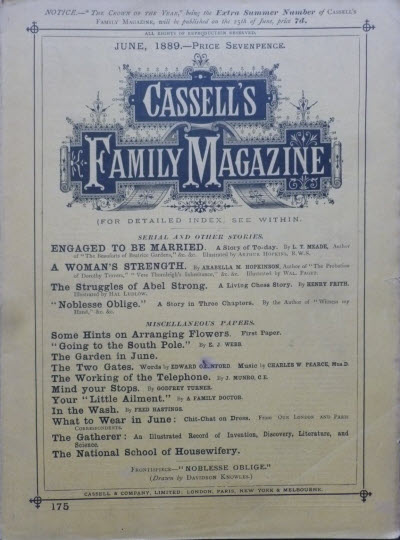 NOTICE.—"THE CROWN OF THE YEAR," being the Extra Summer Number of CASSELL'S
FAMILY MAGAZINE, will be published on the 25th of June, price 7d.
ALL RIGHTS OF REPRODUCTION RESERVED.
JUNE, 1889.—PRICE SEVENPENCE.
CASSELL'S
FAMILY MAGAZINE
(FOR DETAILED INDEX, SEE WITHIN.
SERIAL AND OTHER STORIES.
ENGAGED TO BE MARRIED. A Story of To-day. By L. T. MEADE, Author
of "The Beresfords of Beatrice Gardens," &c. &c. Illustrated by ARTHUR HOPKINS, R.W.S.
A WOMAN'S STRENGTH. By ARABELLA M. HOPKINSON, Author of "The Probation
of Dorothy Travers," &c. &c. Illustrated by WAL. PAGET.
The Struggles of Abel Strong. A Living Chess Story. By HENRY FRITH.
Illustrated by HAL LUDLOW.
"Noblesse Oblige." A Story in Three Chapters. By the Author of "Witness my
Hand," &c. &c.
MISCELLANEOUS PAPERS.
Some Hints on Arranging Flowers. First Paper.
"Going to the South Pole." By E. J. WEBB
The Garden in June.
The Two Gates. Words by EDWARD OXENFORD Music by CHARLES W. PEARCE, Mus.D.
The Working of the Telephone. By J. MUNRO, C.E.
Mind your Stops. By GODFREY TURNER.
Your "Little Ailment." By A FAMILY DOCTOR.
In the Wash. By FRED HASTINGS.
What to Wear in June: Chit-Chat on Dress. FROM OUR LONDON AND PARIS
CORRESPONDENTS.
The Gatherer: An Illustrated Record of Invention, Discovery, Literature, and
Science.
The National School of Housewifery.
FRONTISPIECE—"NOBLESSE OBLIGE."
(Drawn by DAVIDSON KNOWLES.)
CASSELL & COMPANY, LIMITED: LONDON, PARIS, NEW YORK & MELBOURNE.
175